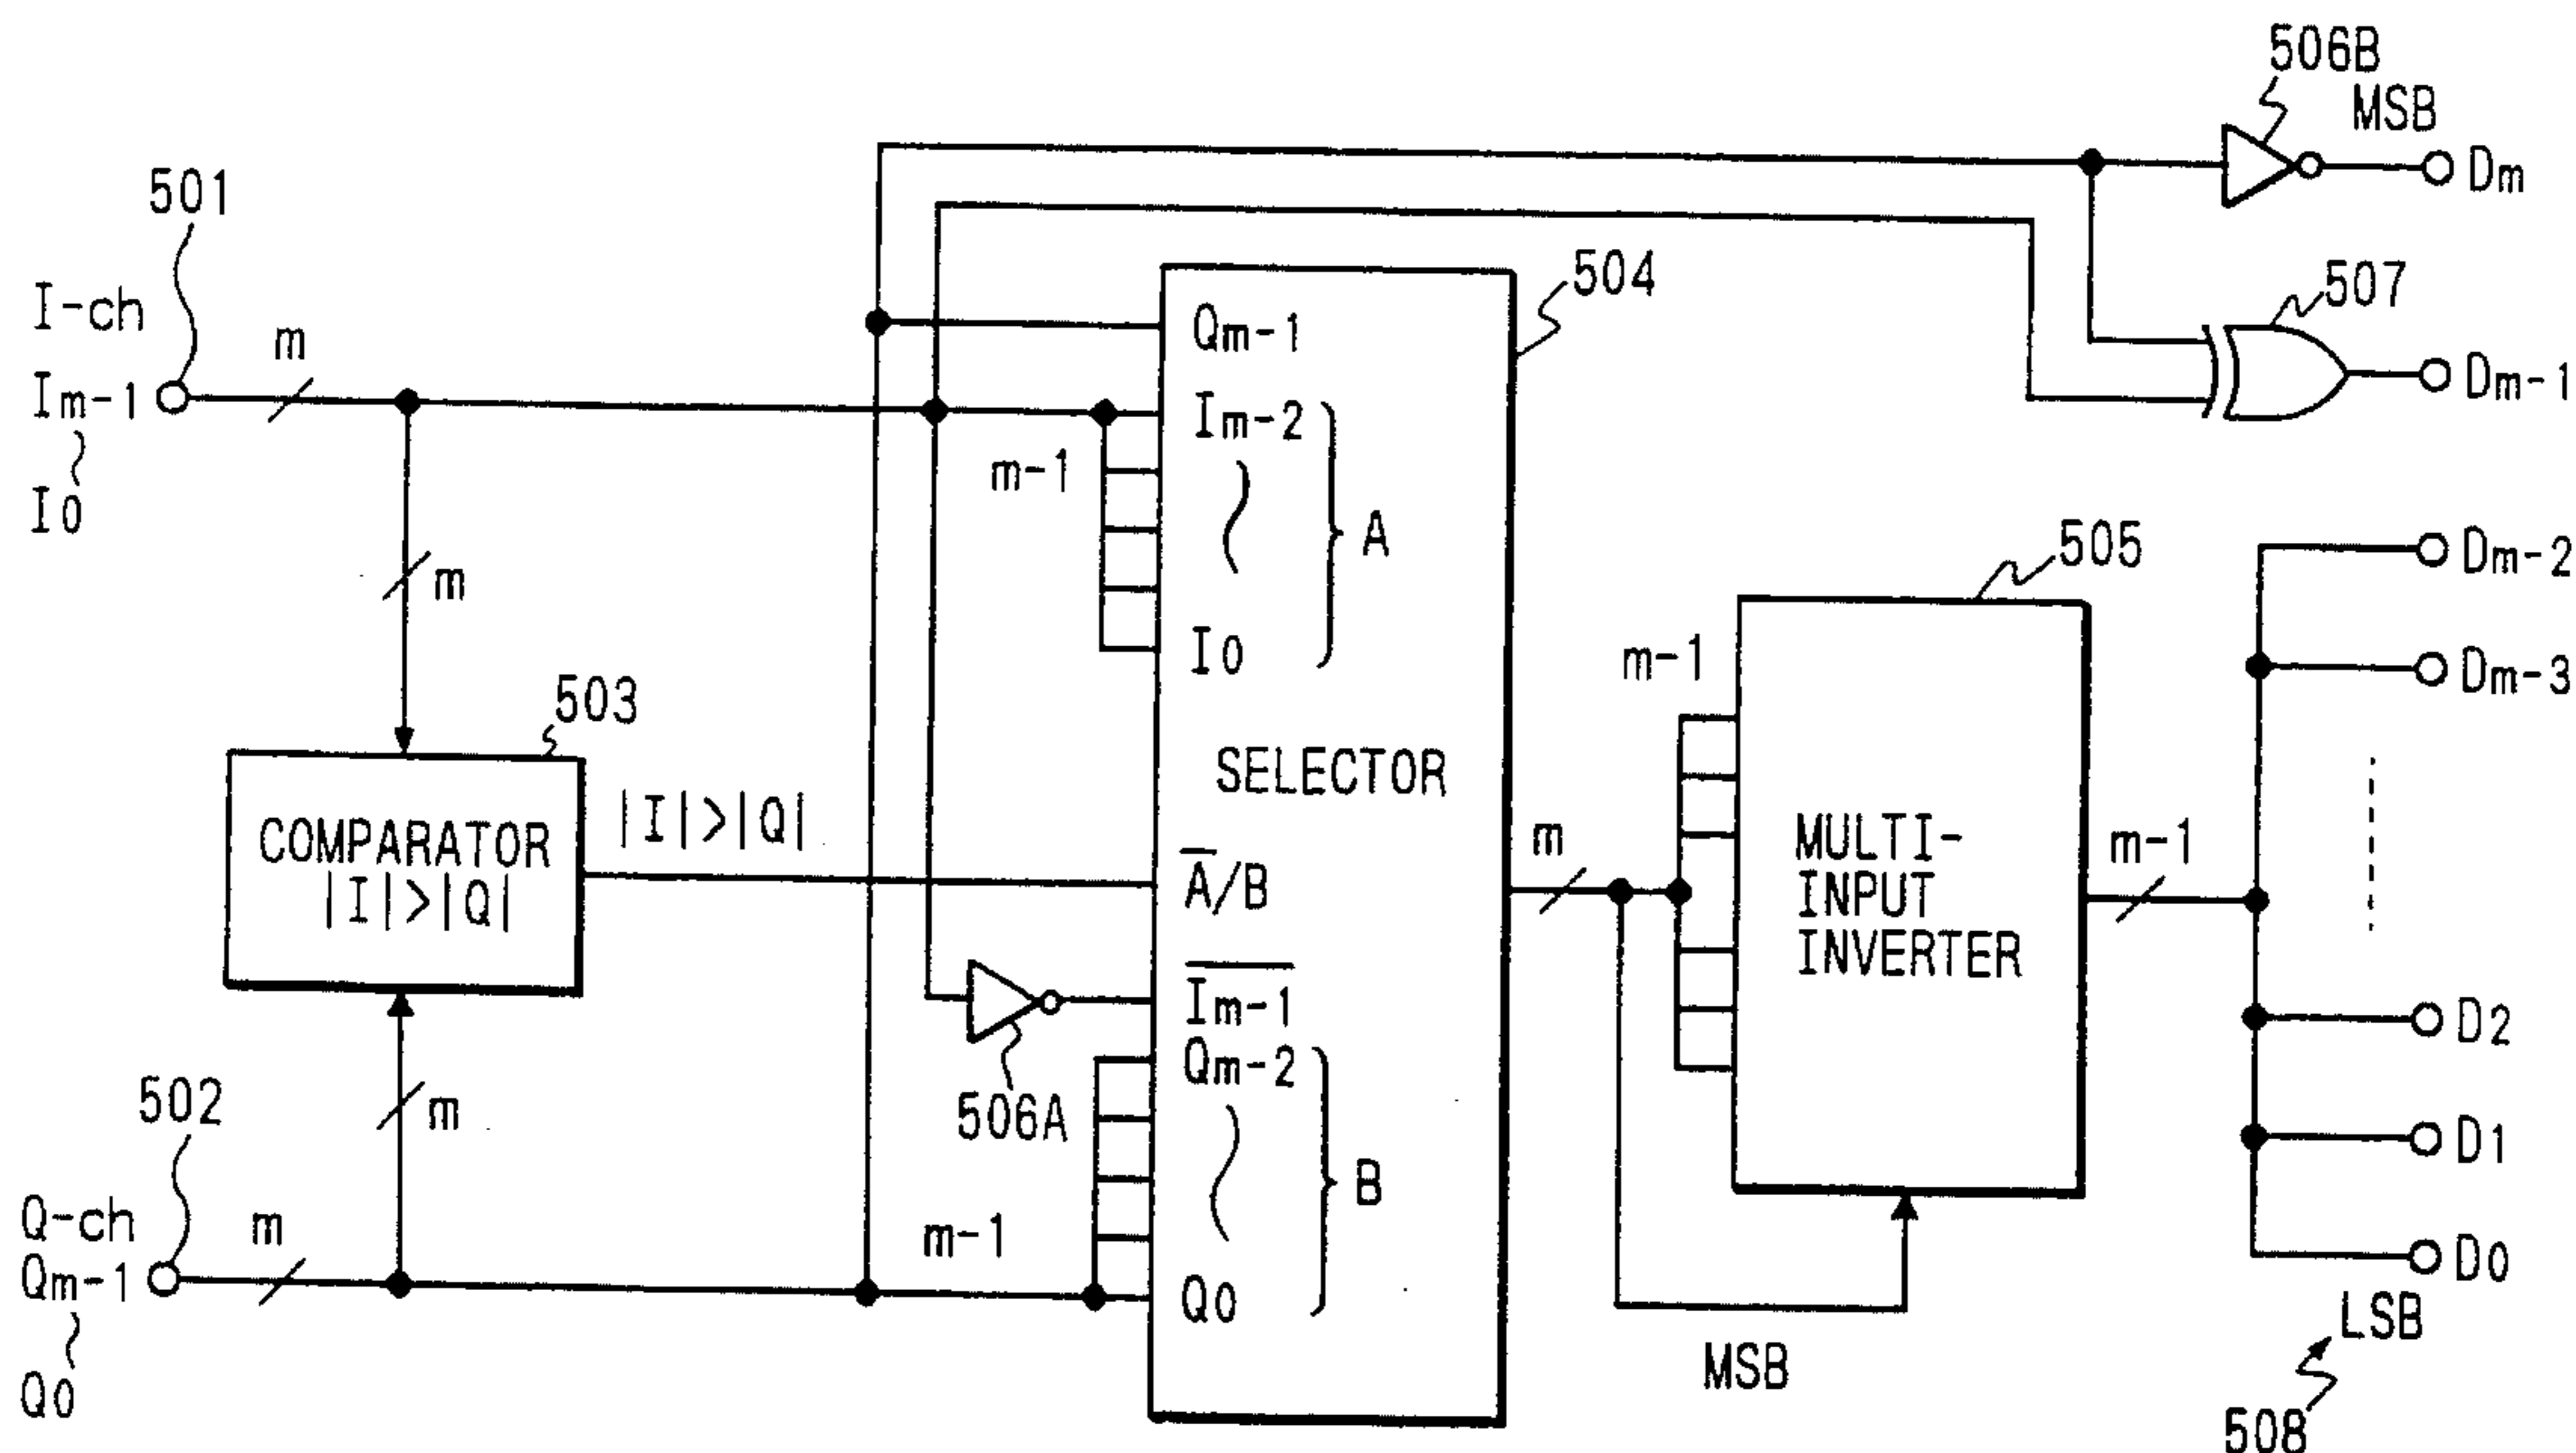 506B
MSB
Dm
501
I-ch
Im-1
I0
m
504
507
Qm-1
Im-2
m-1
A
I0
Dm-1
m
503
COMPARATOR
|I|>|Q|
|I|>|Q|
SELECTOR
A̅/B
505
m-1
MULTI-
INPUT
INVERTER
m
m-1
Dm-2
Dm-3
D2
D1
D0
LSB
508
I̅m̅-̅1̅
Qm-2
B
Q0
506A
m-1
MSB
502
Q-ch
Qm-1
Q0
m
m